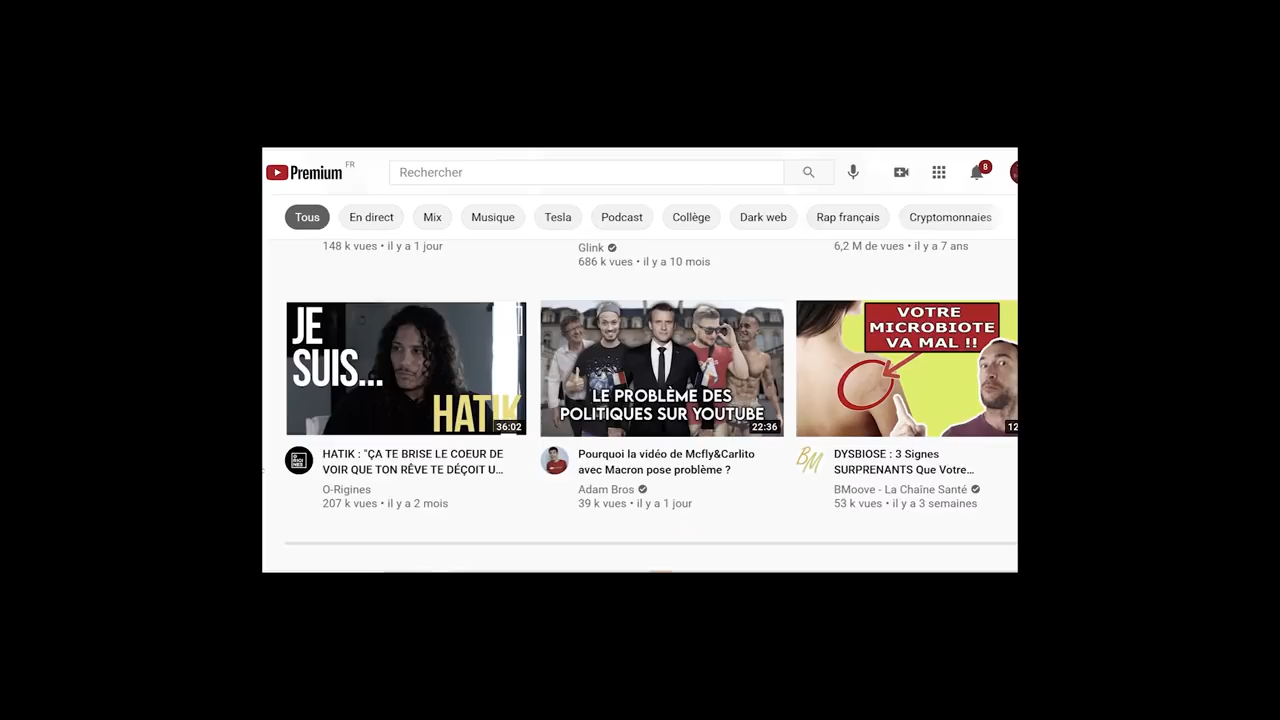 Premium FR
Rechercher
8
Tous
En direct
Mix
Musique
Tesla
Podcast
Collège
Dark web
Rap français
Cryptomonnaies
148 k vues • il y a 1 jour
Glink
686 k vues • il y a 10 mois
6,2 M de vues • il y a 7 ans
JE
SUIS...
HATIK
36:02
LE PROBLÈME DES
POLITIQUES SUR YOUTUBE
22:36
VOTRE
MICROBIOTE
VA MAL !!
12
O RIGI NES
HATIK : "ÇA TE BRISE LE COEUR DE
VOIR QUE TON RÊVE TE DÉÇOIT U...
O-Rigines
207 k vues • il y a 2 mois
Pourquoi la vidéo de Mcfly&Carlito
avec Macron pose problème ?
Adam Bros
39 k vues • il y a 1 jour
BM
DYSBIOSE : 3 Signes
SURPRENANTS Que Votre...
BMoove - La Chaîne Santé
53 k vues • il y a 3 semaines